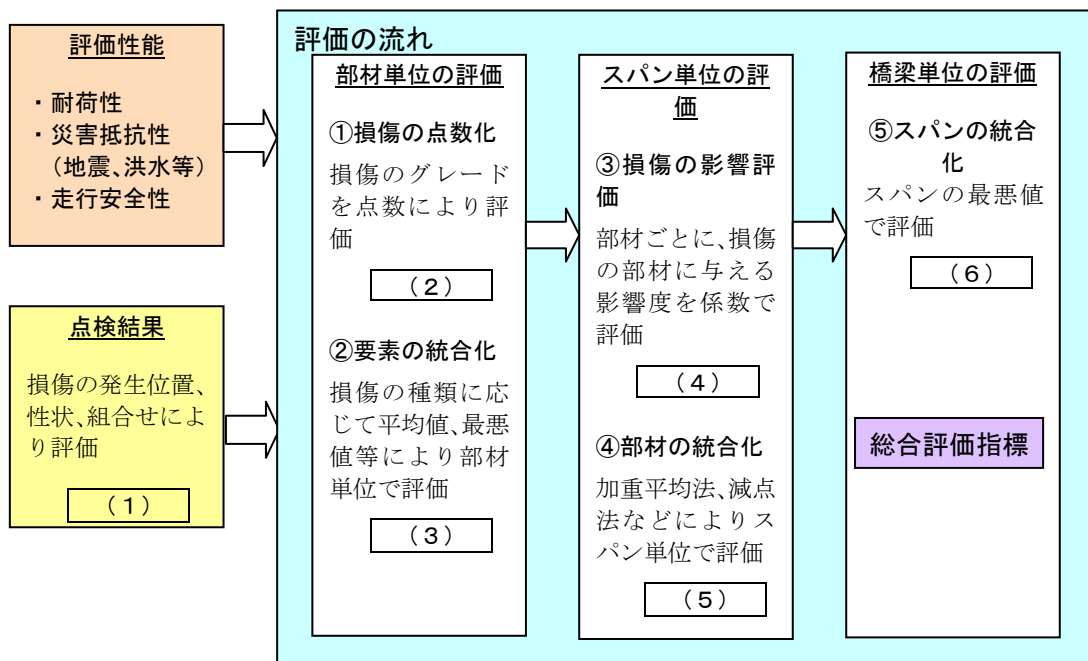 評価性能
・耐荷性
・災害抵抗性
（地震、洪水等）
・走行安全性
点検結果
損傷の発生位置、
性状、組合せによ
り評価
（１）
評価の流れ
部材単位の評価
①損傷の点数化
損傷のグレード
を点数により評
価
（２）
②要素の統合化
損傷の種類に応
じて平均値、最悪
値等により部材
単位で評価
（３）
スパン単位の評
価
③損傷の影響評
価
部材ごとに、損傷
の部材に与える
影響度を係数で
評価
（４）
④部材の統合化
加重平均法、減点
法などによりス
パン単位で評価
（５）
橋梁単位の評価
⑤スパンの統合
化
スパンの最悪値
で評価
（６）
総合評価指標